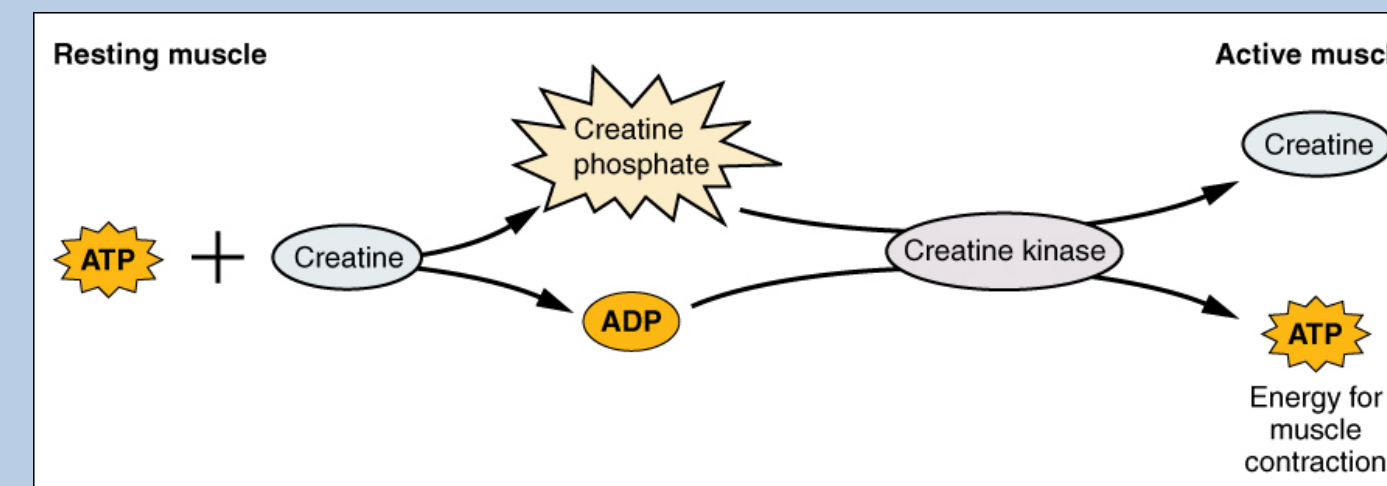 Resting muscle
Active muscl
Creatine
phosphate
Creatine
ATP
+
Creatine
Creatine kinase
ADP
ATP
Energy for
muscle
contraction